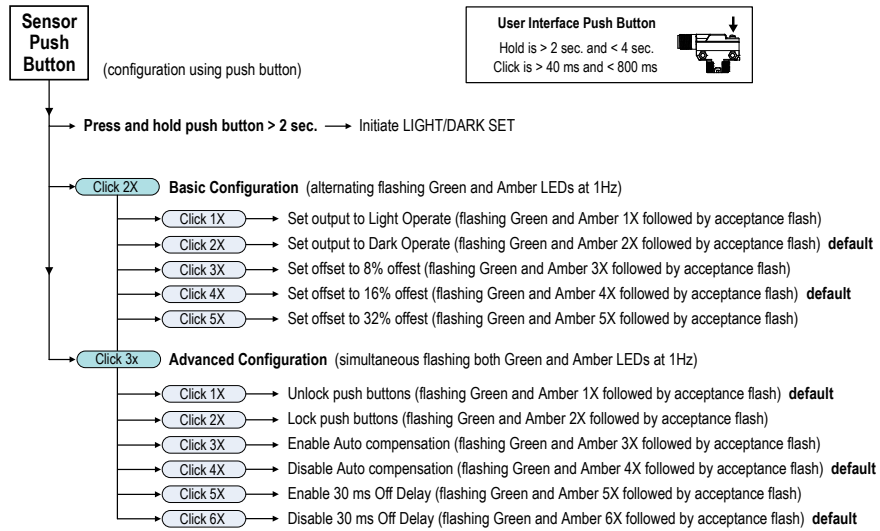 Sensor
Push
Button
(configuration using push button)
User Interface Push Button
Hold is > 2 sec. and < 4 sec.
Click is > 40 ms and < 800 ms
Press and hold push button > 2 sec. Initiate LIGHT/DARK SET
Click 2X Basic Configuration (alternating flashing Green and Amber LEDs at 1Hz)
Click 1X Set output to Light Operate (flashing Green and Amber 1X followed by acceptance flash)
Click 2X Set output to Dark Operate (flashing Green and Amber 2X followed by acceptance flash) default
Click 3X Set offset to 8% offest (flashing Green and Amber 3X followed by acceptance flash)
Click 4X Set offset to 16% offest (flashing Green and Amber 4X followed by acceptance flash) default
Click 5X Set offset to 32% offest (flashing Green and Amber 5X followed by acceptance flash)
Click 3x Advanced Configuration (simultaneous flashing both Green and Amber LEDs at 1Hz)
Click 1X Unlock push buttons (flashing Green and Amber 1X followed by acceptance flash) default
Click 2X Lock push buttons (flashing Green and Amber 2X followed by acceptance flash)
Click 3X Enable Auto compensation (flashing Green and Amber 3X followed by acceptance flash)
Click 4X Disable Auto compensation (flashing Green and Amber 4X followed by acceptance flash) default
Click 5X Enable 30 ms Off Delay (flashing Green and Amber 5X followed by acceptance flash)
Click 6X Disable 30 ms Off Delay (flashing Green and Amber 6X followed by acceptance flash) default